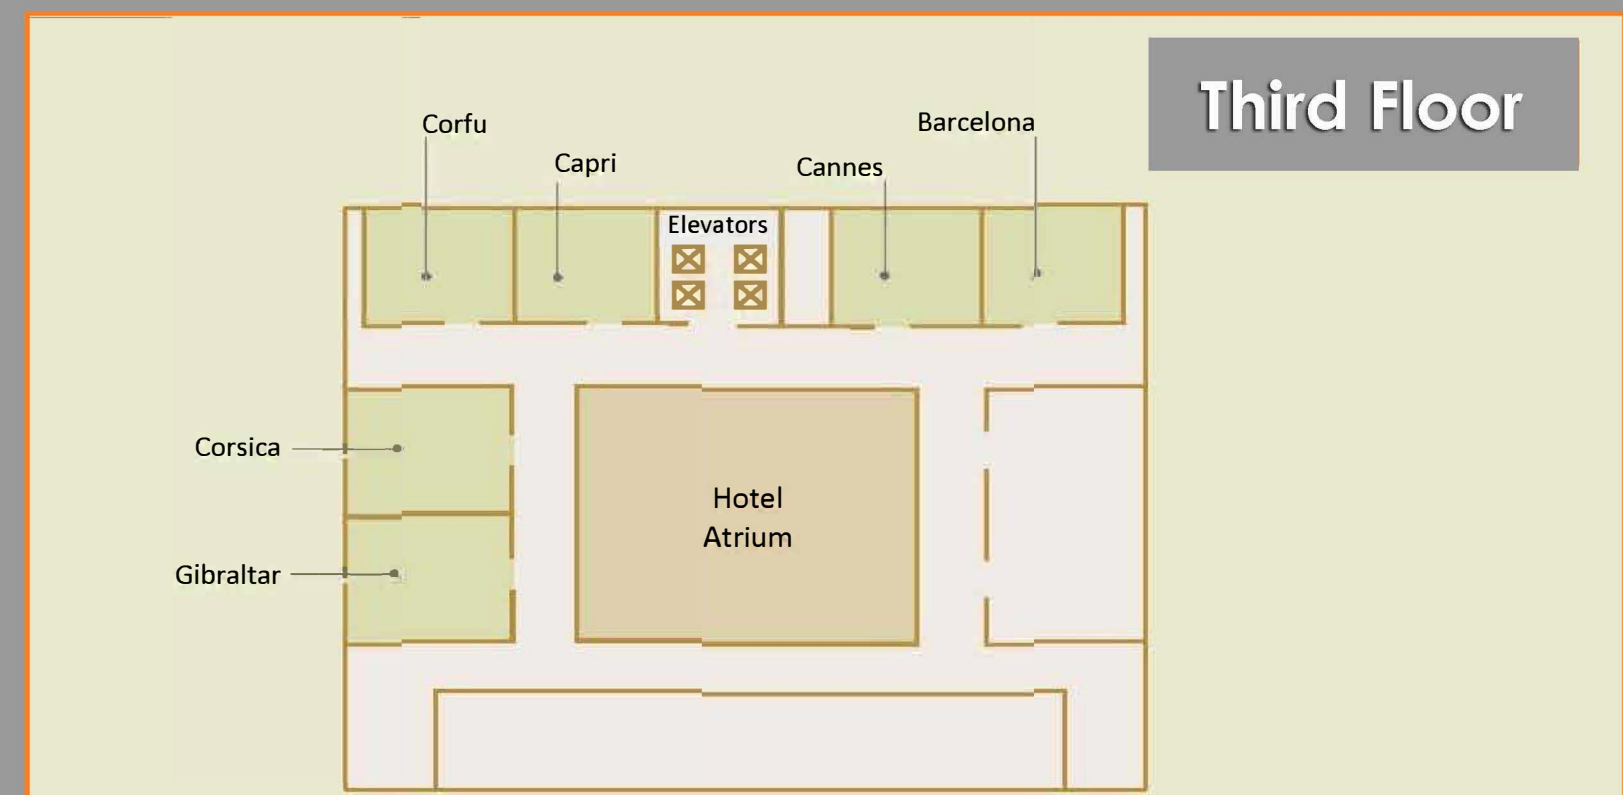 Third Floor
Corfu
Barcelona
Capri
Cannes
Elevators
Corsica
Hotel
Atrium
Gibraltar